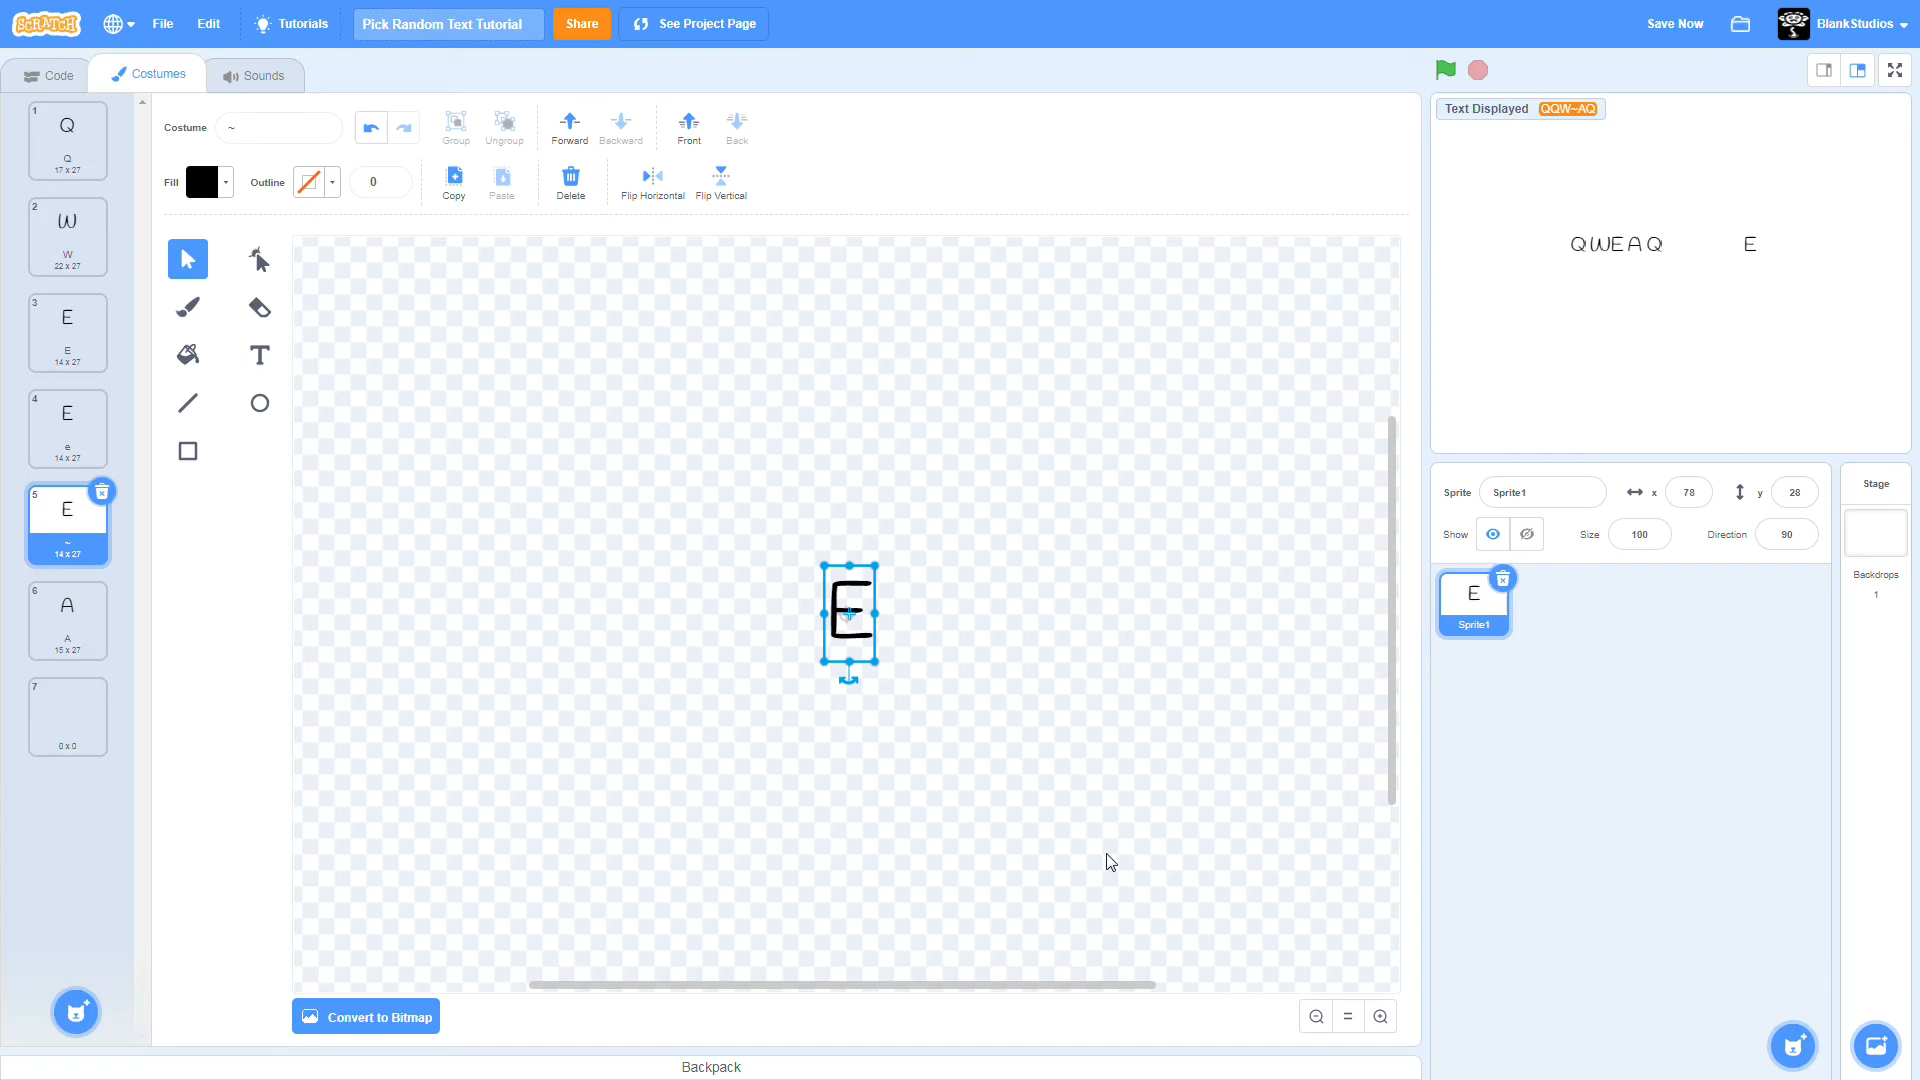 SCRATCH File Edit Tutorials Pick Random Text Tutorial Share See Project Page Save Now BlankStudios
Code Costumes Sounds
1 Q Q 17 x 27
2 W W 22 x 27
3 E E 14 x 27
4 E e 14 x 27
5 E ~ 14 x 27
6 A A 15 x 27
7 0 x 0
Costume ~ Group Ungroup Forward Backward Front Back
Fill Outline 0 Copy Paste Delete Flip Horizontal Flip Vertical
E
Convert to Bitmap
Backpack
Text Displayed QQW~AQ
QWEAQ E
Sprite Sprite1 x 78 y 28
Show Size 100 Direction 90
E
Sprite1
Stage
Backdrops
1